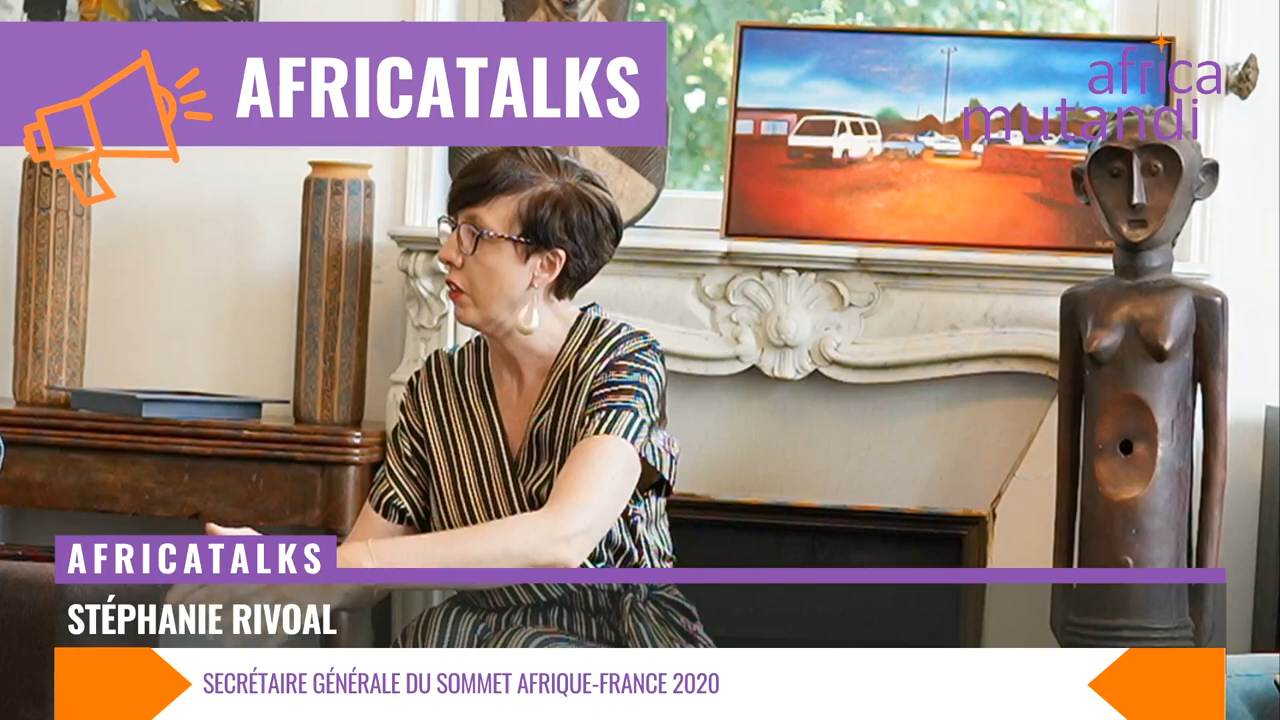 AFRICATALKS
africa
mutandi
AFRICATALKS
STÉPHANIE RIVOAL
SECRÉTAIRE GÉNÉRALE DU SOMMET AFRIQUE-FRANCE 2020